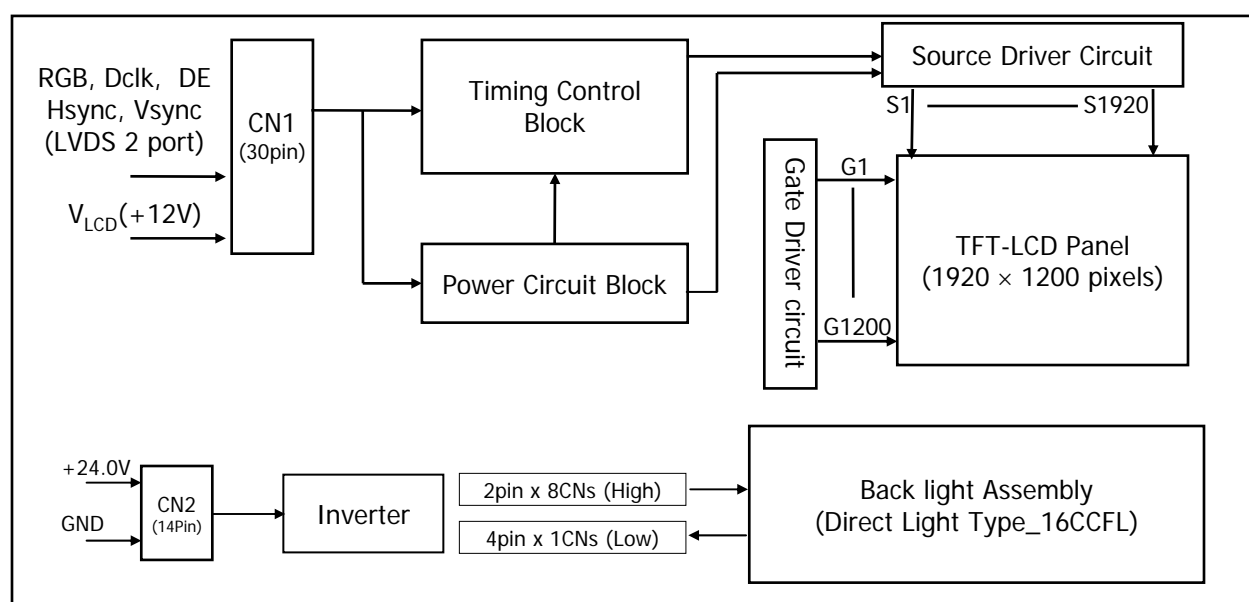 RGB, Dclk, DE
Hsync, Vsync
(LVDS 2 port)
V_LCD(+12V)
CN1
(30pin)
Timing Control
Block
Power Circuit Block
Source Driver Circuit
S1
S1920
Gate Driver circuit
G1
G1200
TFT-LCD Panel
(1920 × 1200 pixels)
+24.0V
GND
CN2
(14Pin)
Inverter
2pin x 8CNs (High)
4pin x 1CNs (Low)
Back light Assembly
(Direct Light Type_16CCFL)